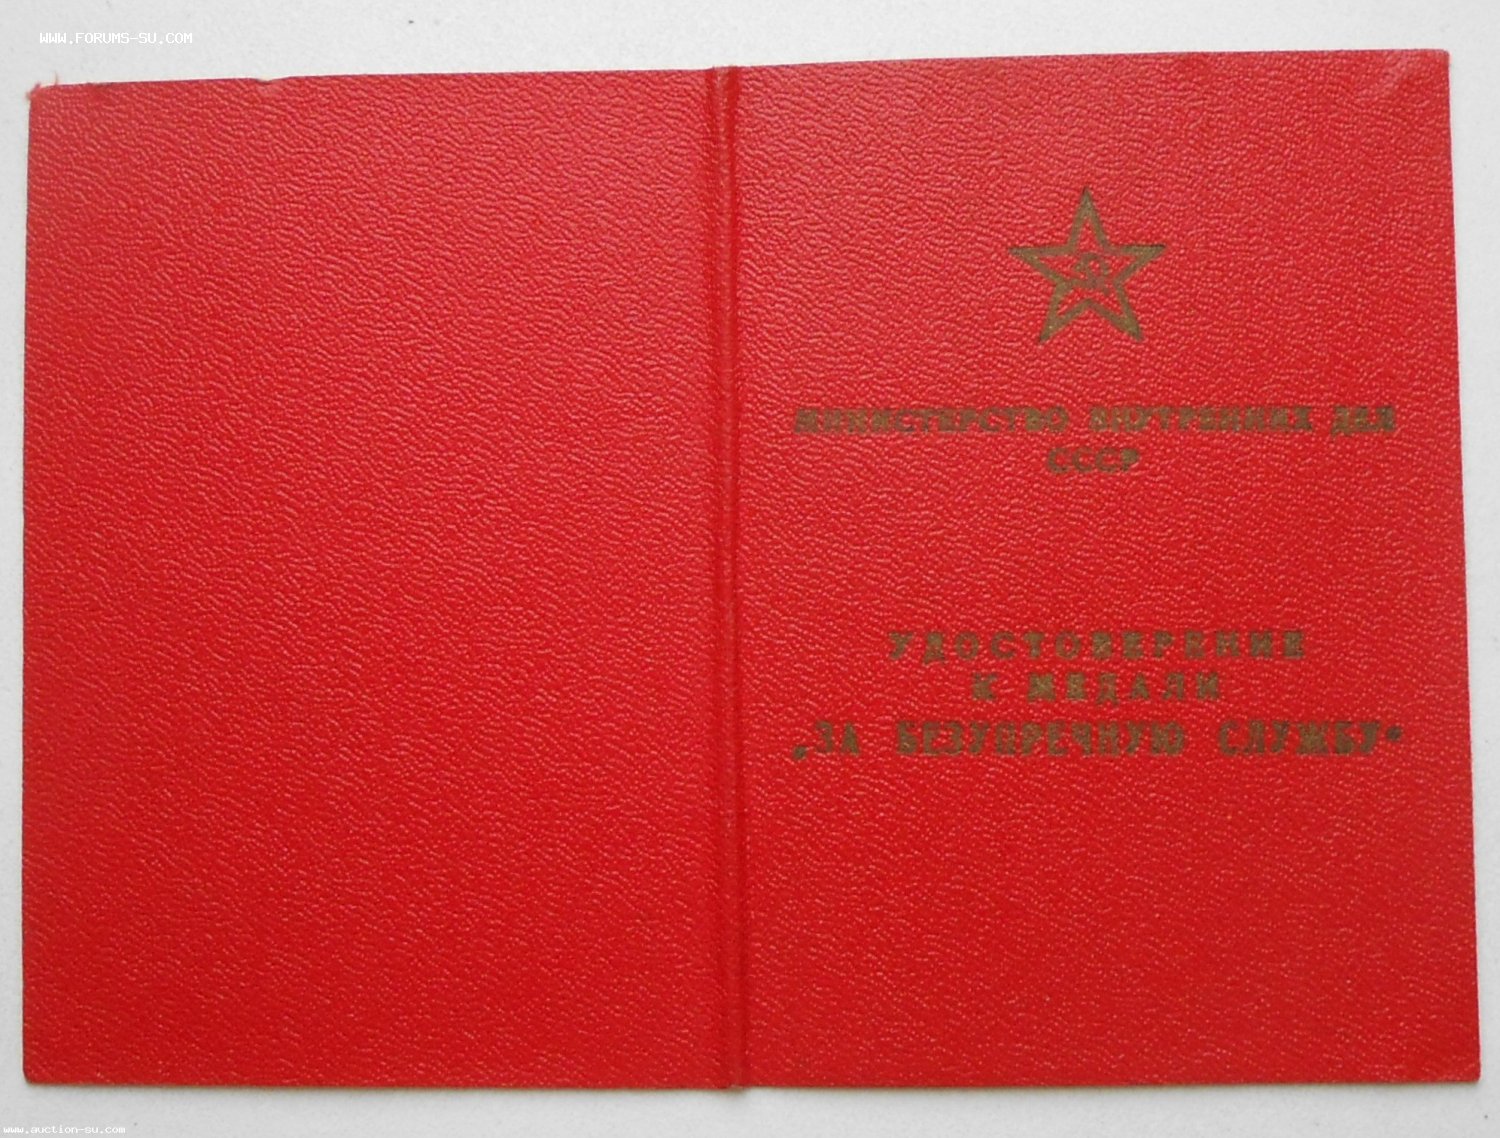 WWW.FORUMS-SU.COM
МИНИСТЕРСТВО ВНУТРЕННИХ ДЕЛ
СССР
УДОСТОВЕРЕНИЕ
К МЕДАЛИ
„ЗА БЕЗУПРЕЧНУЮ СЛУЖБУ“
www.auction-su.com